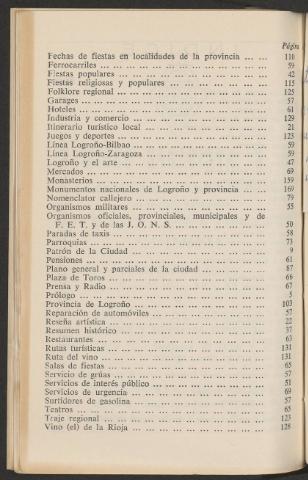 Página
Fechas de fiestas en localidades de la provincia ... ... 110
Ferrocarriles ... ... ... ... ... ... ... ... ... ... ... ... 59
Fiestas populares ... ... ... ... ... ... ... ... ... ... ... 42
Fiestas religiosas y populares ... ... ... ... ... ... ... 115
Folklore regional ... ... ... ... ... ... ... ... ... ... ... 125
Garages ... ... ... ... ... ... ... ... ... ... ... ... ... 57
Hoteles ... ... ... ... ... ... ... ... ... ... ... ... ... 61
Industria y comercio ... ... ... ... ... ... ... ... ... ... 129
Itinerario turístico local ... ... ... ... ... ... ... ... ... 21
Juegos y deportes ... ... ... ... ... ... ... ... ... ... ... 123
Línea Logroño-Bilbao ... ... ... ... ... ... ... ... ... ... 59
Línea Logroño-Zaragoza ... ... ... ... ... ... ... ... ... 59
Logroño y el arte ... ... ... ... ... ... ... ... ... ... ... 47
Mercados ... ... ... ... ... ... ... ... ... ... ... ... ... 69
Monasterios ... ... ... ... ... ... ... ... ... ... ... ... 159
Monumentos nacionales de Logroño y provincia ... ... 169
Nomenclator callejero ... ... ... ... ... ... ... ... ... ... 79
Organismos militares ... ... ... ... ... ... ... ... ... ... 55
Organismos oficiales, provinciales, municipales y de
F. E. T. y de las J. O. N. S. ... ... ... ... ... ... ... 50
Paradas de taxis ... ... ... ... ... ... ... ... ... ... ... 58
Parroquias ... ... ... ... ... ... ... ... ... ... ... ... ... 73
Patrón de la Ciudad ... ... ... ... ... ... ... ... ... ... 9
Pensiones ... ... ... ... ... ... ... ... ... ... ... ... ... 61
Plano general y parciales de la ciudad ... ... ... ... ... 87
Plaza de Toros ... ... ... ... ... ... ... ... ... ... ... 66
Prensa y Radio ... ... ... ... ... ... ... ... ... ... ... 67
Prólogo ... ... ... ... ... ... ... ... ... ... ... ... ... 5
Provincia de Logroño ... ... ... ... ... ... ... ... ... ... 103
Reparación de automóviles ... ... ... ... ... ... ... ... 57
Reseña artística ... ... ... ... ... ... ... ... ... ... ... 22
Resumen histórico ... ... ... ... ... ... ... ... ... ... ... 37
Restaurantes ... ... ... ... ... ... ... ... ... ... ... ... 63
Rutas turísticas ... ... ... ... ... ... ... ... ... ... ... 131
Ruta del vino ... ... ... ... ... ... ... ... ... ... ... ... 131
Salas de fiestas ... ... ... ... ... ... ... ... ... ... ... 65
Servicio de grúas ... ... ... ... ... ... ... ... ... ... ... 57
Servicios de interés público ... ... ... ... ... ... ... ... 51
Servicios de urgencia ... ... ... ... ... ... ... ... ... ... 69
Surtidores de gasolina ... ... ... ... ... ... ... ... ... 57
Teatros ... ... ... ... ... ... ... ... ... ... ... ... ... 65
Traje regional ... ... ... ... ... ... ... ... ... ... ... ... 123
Vino (el) de la Rioja ... ... ... ... ... ... ... ... ... ... 128